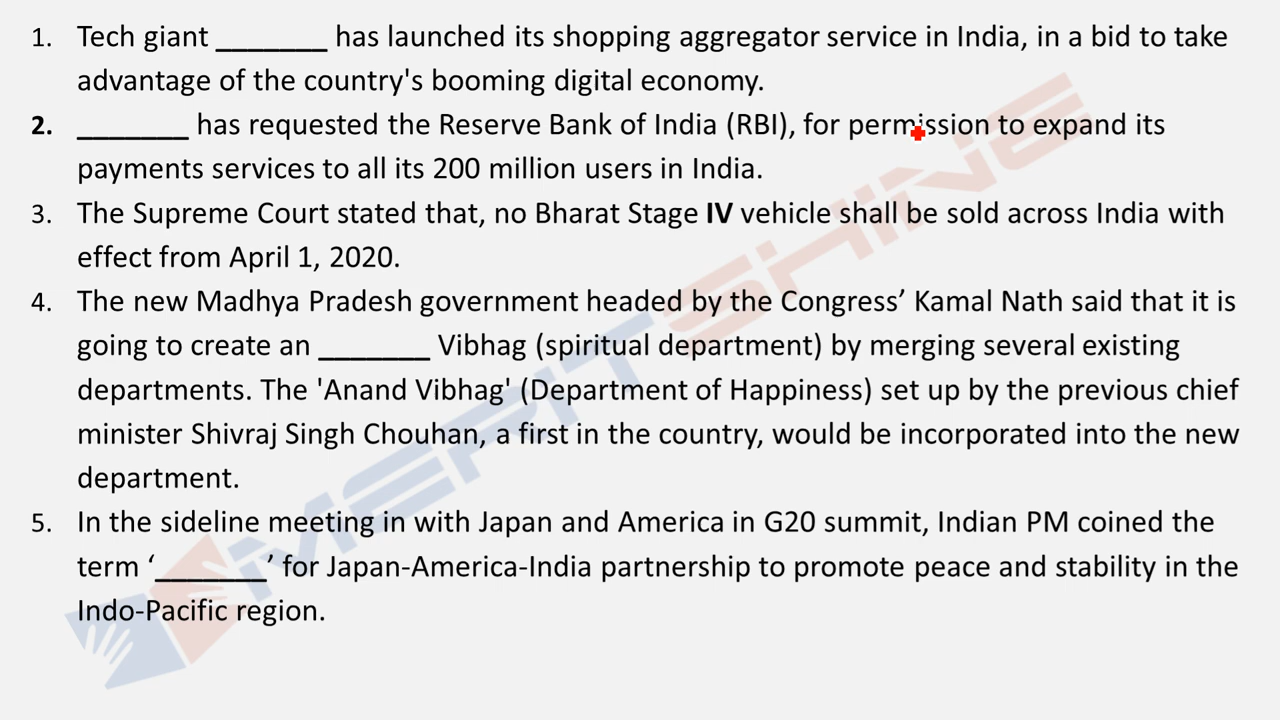 1. Tech giant _______ has launched its shopping aggregator service in India, in a bid to take
advantage of the country's booming digital economy.
2. _______ has requested the Reserve Bank of India (RBI), for permission to expand its
payments services to all its 200 million users in India.
3. The Supreme Court stated that, no Bharat Stage IV vehicle shall be sold across India with
effect from April 1, 2020.
4. The new Madhya Pradesh government headed by the Congress’ Kamal Nath said that it is
going to create an _______ Vibhag (spiritual department) by merging several existing
departments. The 'Anand Vibhag' (Department of Happiness) set up by the previous chief
minister Shivraj Singh Chouhan, a first in the country, would be incorporated into the new
department.
5. In the sideline meeting in with Japan and America in G20 summit, Indian PM coined the
term ‘_______’ for Japan-America-India partnership to promote peace and stability in the
Indo-Pacific region.
MERITSHINE